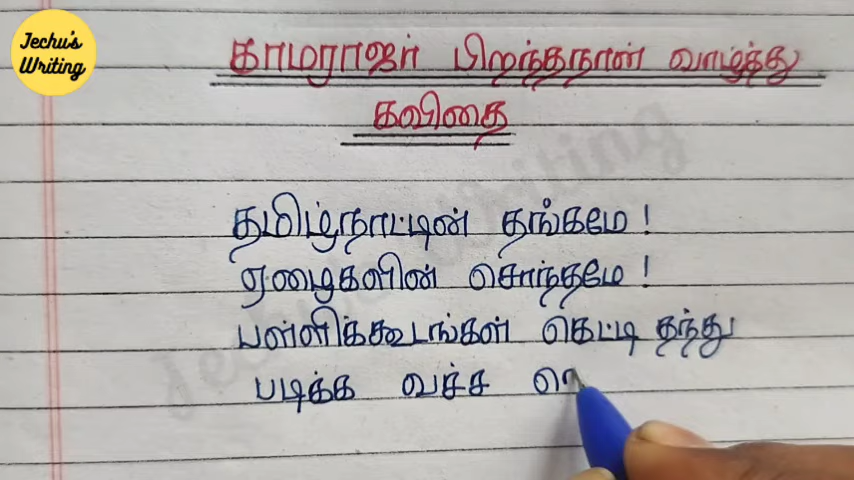 Jechu's
Writing
காமராஜர் பிறந்தநாள் வாழ்த்து
கவிதை
தமிழ்நாட்டின் தங்கமே!
ஏழைகளின் சொந்தமே!
பள்ளிக்கூடங்கள் கெட்டி தந்து
படிக்க வச்ச